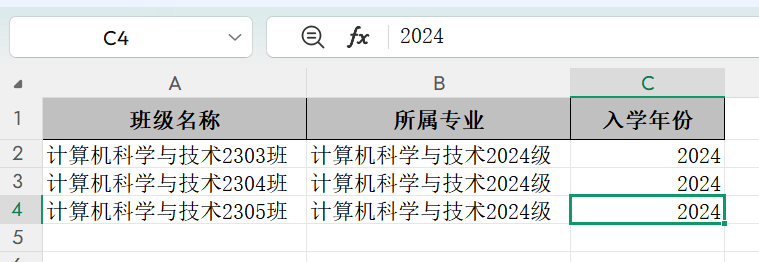 C4 fx 2024
A B C
1 班级名称 所属专业 入学年份
2 计算机科学与技术2303班 计算机科学与技术2024级 2024
3 计算机科学与技术2304班 计算机科学与技术2024级 2024
4 计算机科学与技术2305班 计算机科学与技术2024级 2024
5